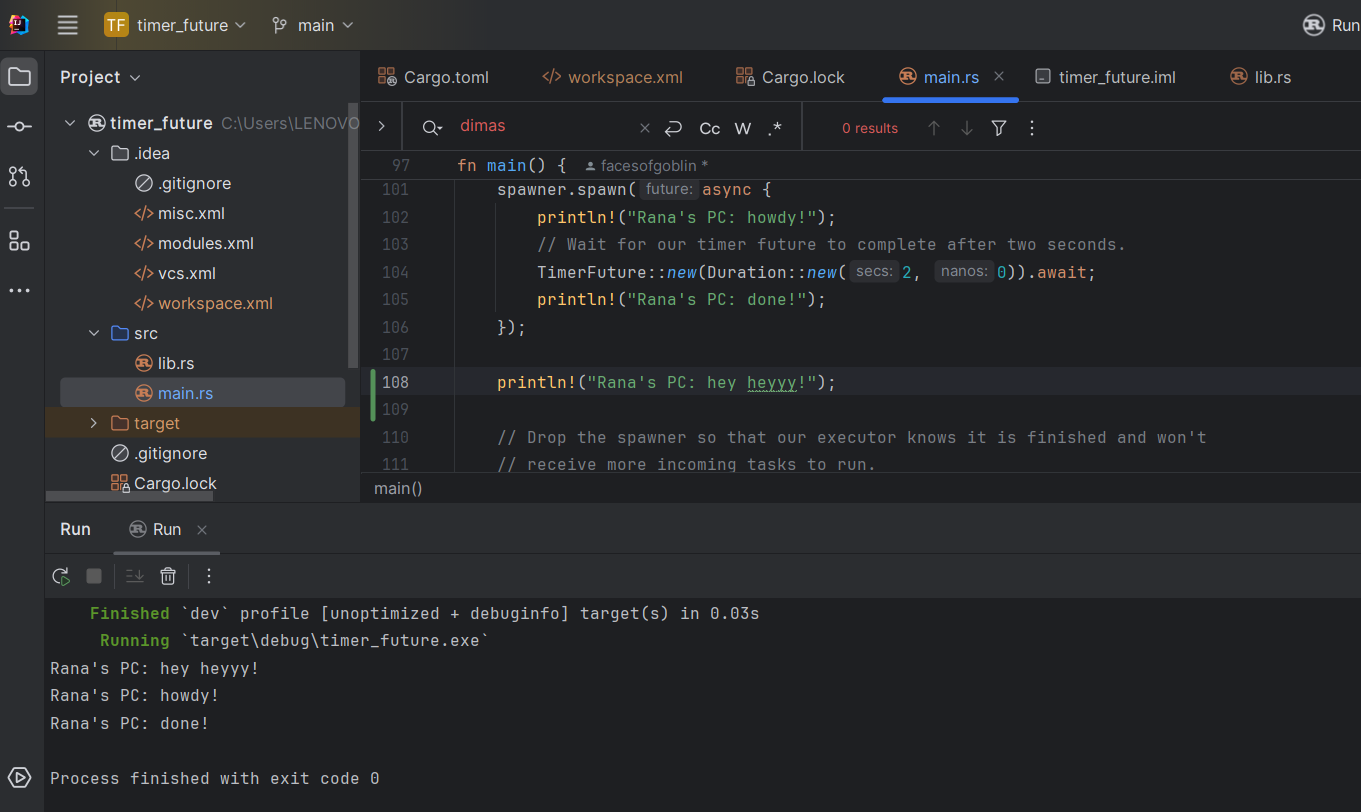 TF timer_future main Run
Project
Cargo.toml workspace.xml Cargo.lock main.rs timer_future.iml lib.rs
timer_future C:\Users\LENOVO
.idea
.gitignore
misc.xml
modules.xml
vcs.xml
workspace.xml
src
lib.rs
main.rs
target
.gitignore
Cargo.lock
dimas Cc W .* 0 results
97 fn main() { facesofgoblin *
101 spawner.spawn( future: async {
102 println!("Rana's PC: howdy!");
103 // Wait for our timer future to complete after two seconds.
104 TimerFuture::new(Duration::new( secs: 2, nanos: 0)).await;
105 println!("Rana's PC: done!");
106 });
107
108 println!("Rana's PC: hey heyyy!");
109
110 // Drop the spawner so that our executor knows it is finished and won't
111 // receive more incoming tasks to run.
main()
Run Run
Finished `dev` profile [unoptimized + debuginfo] target(s) in 0.03s
Running `target\debug\timer_future.exe`
Rana's PC: hey heyyy!
Rana's PC: howdy!
Rana's PC: done!
Process finished with exit code 0